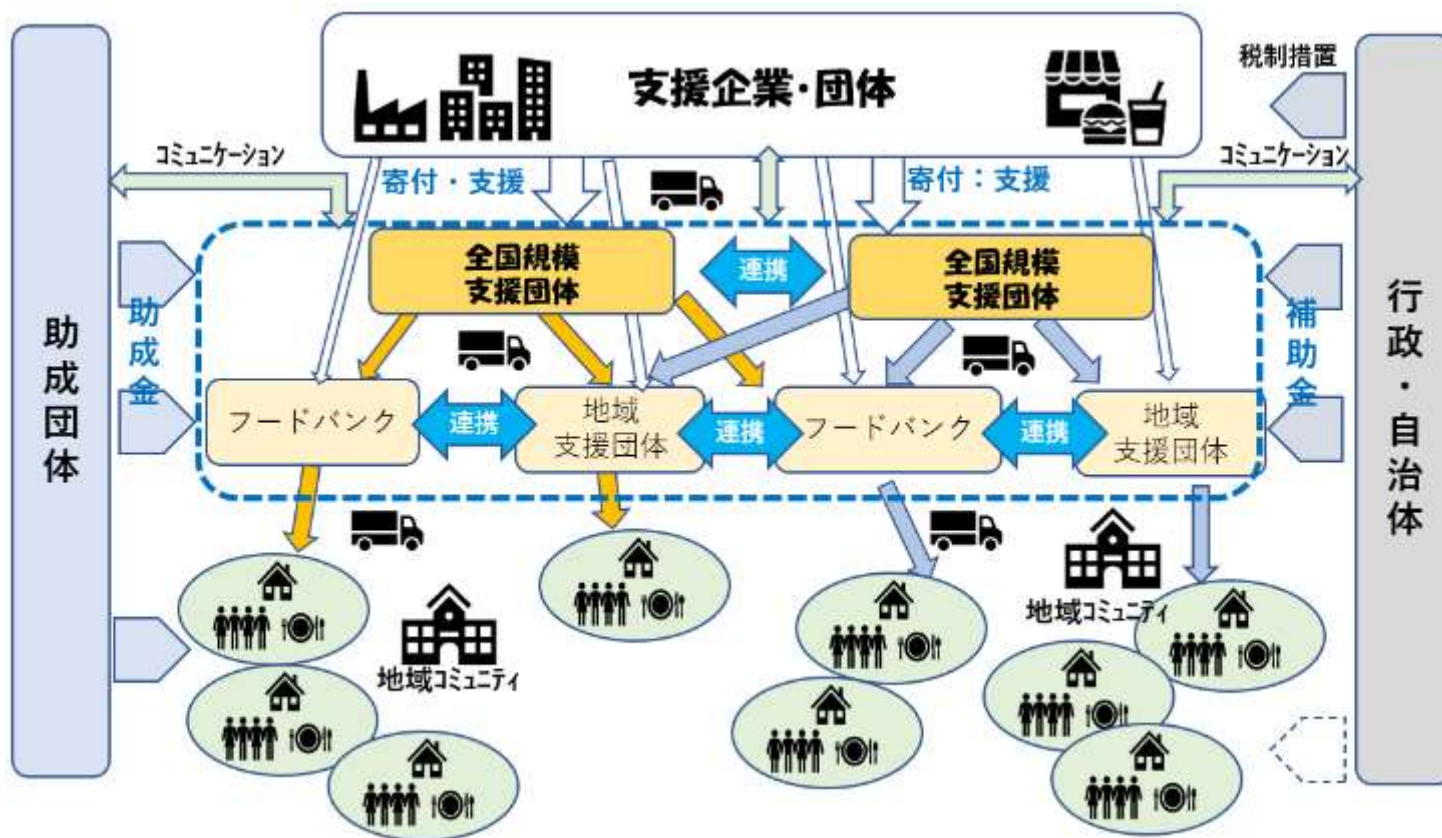 支援企業・団体
税制措置
コミュニケーション
コミュニケーション
寄付・支援
寄付：支援
全国規模
支援団体
連携
全国規模
支援団体
助成団体
助成金
補助金
行政・自治体
フードバンク
連携
地域
支援団体
連携
フードバンク
連携
地域
支援団体
地域コミュニティ
地域コミュニティ